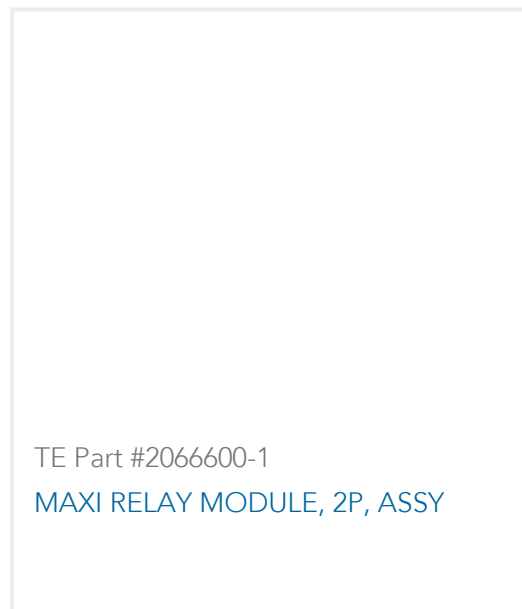 TE Part #2066600-1
MAXI RELAY MODULE, 2P, ASSY